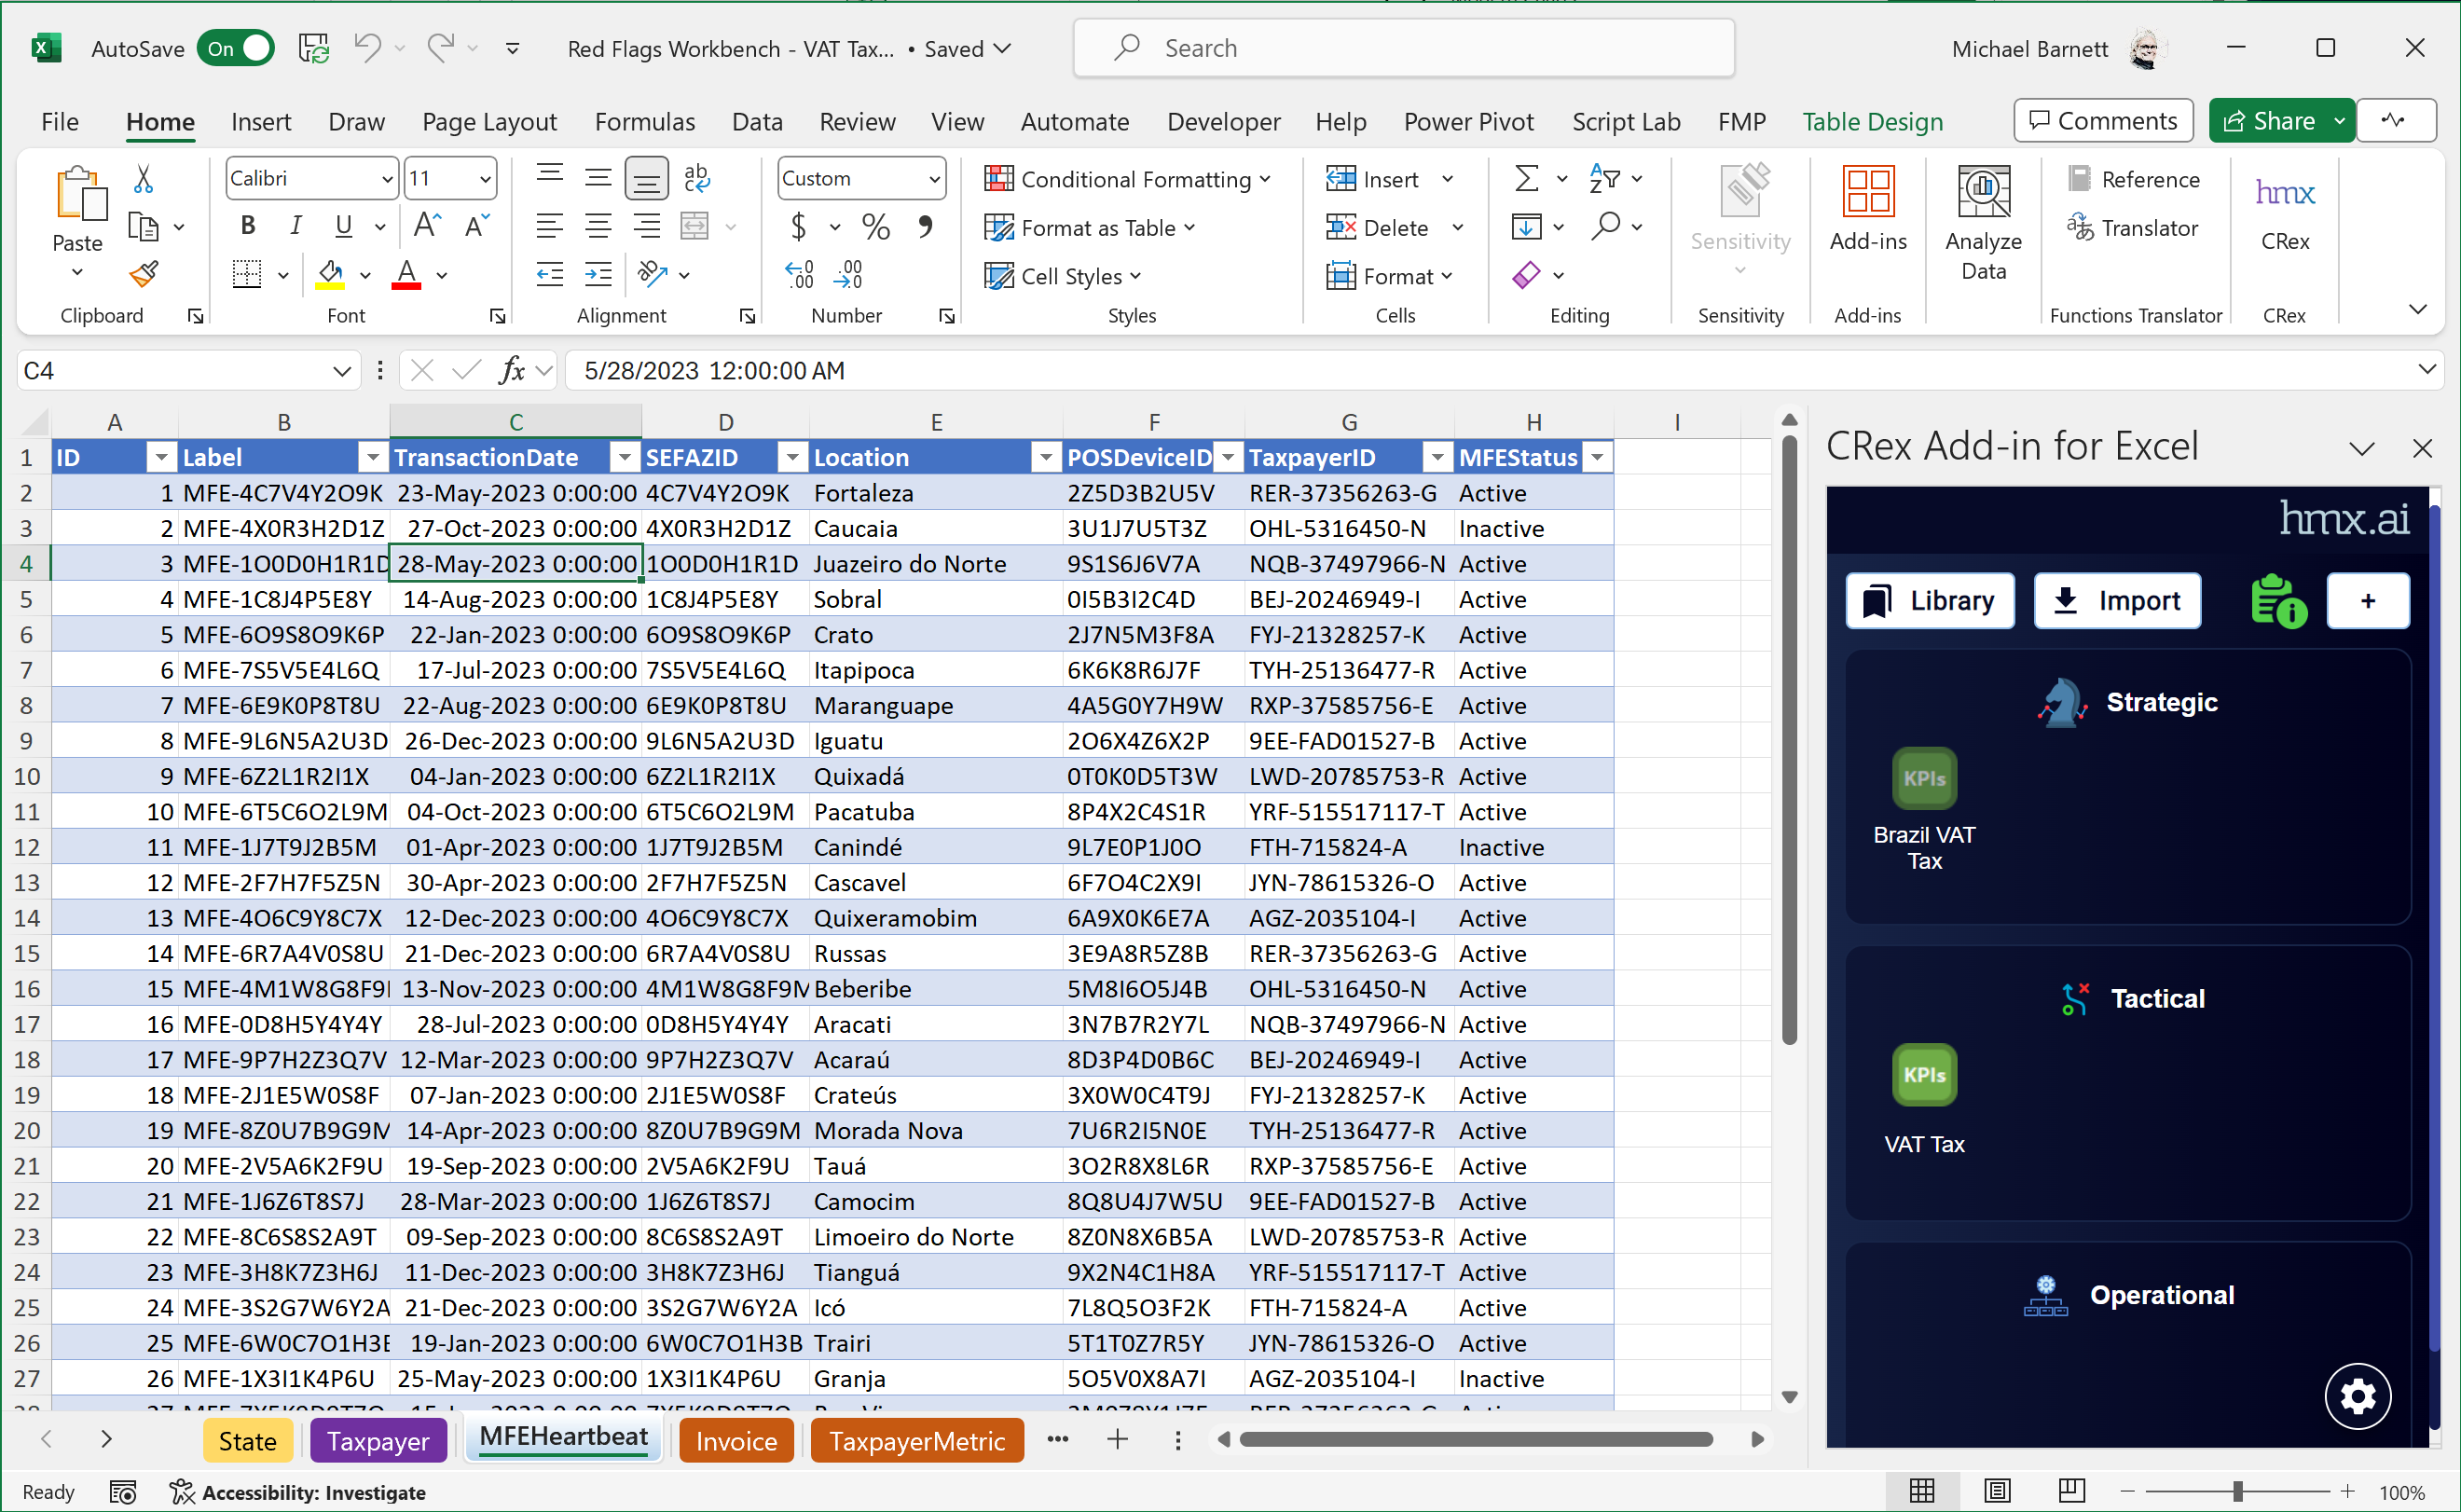 AutoSave On Red Flags Workbench - VAT Tax... • Saved Search Michael Barnett
File Home Insert Draw Page Layout Formulas Data Review View Automate Developer Help Power Pivot Script Lab FMP Table Design Comments Share
Paste
Clipboard
Calibri 11
B I U
Font
Alignment
Custom
$ %
Number
Conditional Formatting
Format as Table
Cell Styles
Styles
Insert
Delete
Format
Cells
Editing
Sensitivity
Sensitivity
Add-ins
Add-ins
Analyze
Data
Reference
Translator
Functions Translator
hmx
CRex
CRex
C4 fx 5/28/2023 12:00:00 AM
A B C D E F G H I
1 ID Label TransactionDate SEFAZID Location POSDeviceID TaxpayerID MFEStatus
2 1 MFE-4C7V4Y2O9K 23-May-2023 0:00:00 4C7V4Y2O9K Fortaleza 2Z5D3B2U5V RER-37356263-G Active
3 2 MFE-4X0R3H2D1Z 27-Oct-2023 0:00:00 4X0R3H2D1Z Caucaia 3U1J7U5T3Z OHL-5316450-N Inactive
4 3 MFE-1O0D0H1R1D 28-May-2023 0:00:00 1O0D0H1R1D Juazeiro do Norte 9S1S6J6V7A NQB-37497966-N Active
5 4 MFE-1C8J4P5E8Y 14-Aug-2023 0:00:00 1C8J4P5E8Y Sobral 0I5B3I2C4D BEJ-20246949-I Active
6 5 MFE-6O9S8O9K6P 22-Jan-2023 0:00:00 6O9S8O9K6P Crato 2J7N5M3F8A FYJ-21328257-K Active
7 6 MFE-7S5V5E4L6Q 17-Jul-2023 0:00:00 7S5V5E4L6Q Itapipoca 6K6K8R6J7F TYH-25136477-R Active
8 7 MFE-6E9K0P8T8U 22-Aug-2023 0:00:00 6E9K0P8T8U Maranguape 4A5G0Y7H9W RXP-37585756-E Active
9 8 MFE-9L6N5A2U3D 26-Dec-2023 0:00:00 9L6N5A2U3D Iguatu 2O6X4Z6X2P 9EE-FAD01527-B Active
10 9 MFE-6Z2L1R2I1X 04-Jan-2023 0:00:00 6Z2L1R2I1X Quixadá 0T0K0D5T3W LWD-20785753-R Active
11 10 MFE-6T5C6O2L9M 04-Oct-2023 0:00:00 6T5C6O2L9M Pacatuba 8P4X2C4S1R YRF-515517117-T Active
12 11 MFE-1J7T9J2B5M 01-Apr-2023 0:00:00 1J7T9J2B5M Canindé 9L7E0P1J0O FTH-715824-A Inactive
13 12 MFE-2F7H7F5Z5N 30-Apr-2023 0:00:00 2F7H7F5Z5N Cascavel 6F7O4C2X9I JYN-78615326-O Active
14 13 MFE-4O6C9Y8C7X 12-Dec-2023 0:00:00 4O6C9Y8C7X Quixeramobim 6A9X0K6E7A AGZ-2035104-I Active
15 14 MFE-6R7A4V0S8U 21-Dec-2023 0:00:00 6R7A4V0S8U Russas 3E9A8R5Z8B RER-37356263-G Active
16 15 MFE-4M1W8G8F9 13-Nov-2023 0:00:00 4M1W8G8F9M Beberibe 5M8I6O5J4B OHL-5316450-N Active
17 16 MFE-0D8H5Y4Y4Y 28-Jul-2023 0:00:00 0D8H5Y4Y4Y Aracati 3N7B7R2Y7L NQB-37497966-N Active
18 17 MFE-9P7H2Z3Q7V 12-Mar-2023 0:00:00 9P7H2Z3Q7V Acaraú 8D3P4D0B6C BEJ-20246949-I Active
19 18 MFE-2J1E5W0S8F 07-Jan-2023 0:00:00 2J1E5W0S8F Crateús 3X0W0C4T9J FYJ-21328257-K Active
20 19 MFE-8Z0U7B9G9M 14-Apr-2023 0:00:00 8Z0U7B9G9M Morada Nova 7U6R2I5N0E TYH-25136477-R Active
21 20 MFE-2V5A6K2F9U 19-Sep-2023 0:00:00 2V5A6K2F9U Tauá 3O2R8X8L6R RXP-37585756-E Active
22 21 MFE-1J6Z6T8S7J 28-Mar-2023 0:00:00 1J6Z6T8S7J Camocim 8Q8U4J7W5U 9EE-FAD01527-B Active
23 22 MFE-8C6S8S2A9T 09-Sep-2023 0:00:00 8C6S8S2A9T Limoeiro do Norte 8Z0N8X6B5A LWD-20785753-R Active
24 23 MFE-3H8K7Z3H6J 11-Dec-2023 0:00:00 3H8K7Z3H6J Tianguá 9X2N4C1H8A YRF-515517117-T Active
25 24 MFE-3S2G7W6Y2A 21-Dec-2023 0:00:00 3S2G7W6Y2A Icó 7L8Q5O3F2K FTH-715824-A Active
26 25 MFE-6W0C7O1H3B 19-Jan-2023 0:00:00 6W0C7O1H3B Trairi 5T1T0Z7R5Y JYN-78615326-O Active
27 26 MFE-1X3I1K4P6U 25-May-2023 0:00:00 1X3I1K4P6U Granja 5O5V0X8A7I AGZ-2035104-I Inactive
CRex Add-in for Excel
hmx.ai
Library Import +
Strategic
KPIs
Brazil VAT
Tax
Tactical
KPIs
VAT Tax
Operational
State Taxpayer MFEHeartbeat Invoice TaxpayerMetric
Ready Accessibility: Investigate 100%